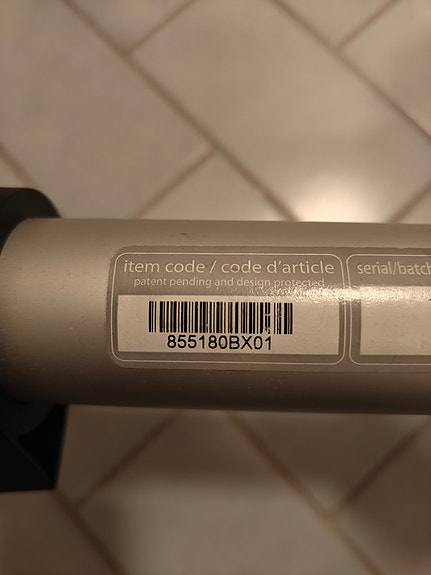 item code / code d'article
patent pending and design protected
855180BX01
serial/batch